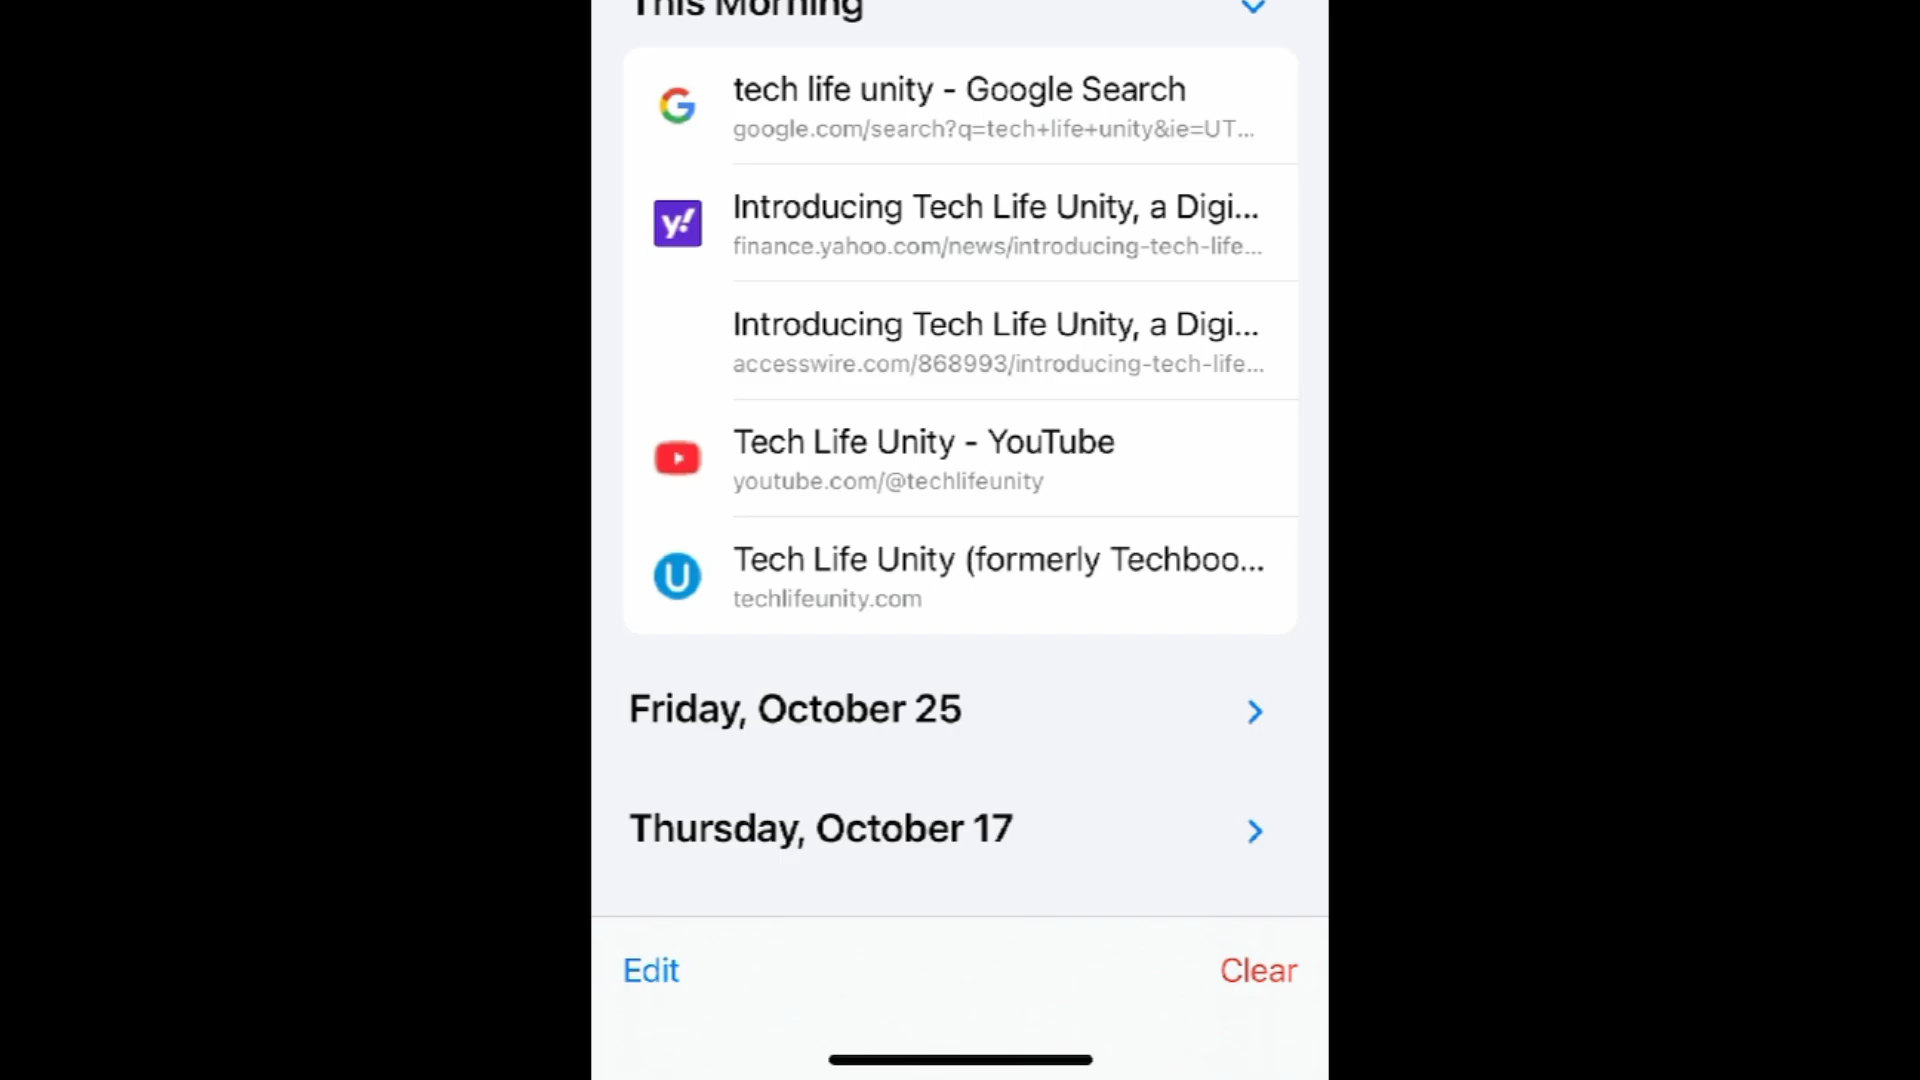 This Morning
tech life unity - Google Search
google.com/search?q=tech+life+unity&ie=UT...
y!
Introducing Tech Life Unity, a Digi...
finance.yahoo.com/news/introducing-tech-life...
Introducing Tech Life Unity, a Digi...
accesswire.com/868993/introducing-tech-life...
Tech Life Unity - YouTube
youtube.com/@techlifeunity
U
Tech Life Unity (formerly Techboo...
techlifeunity.com
Friday, October 25
Thursday, October 17
Edit
Clear